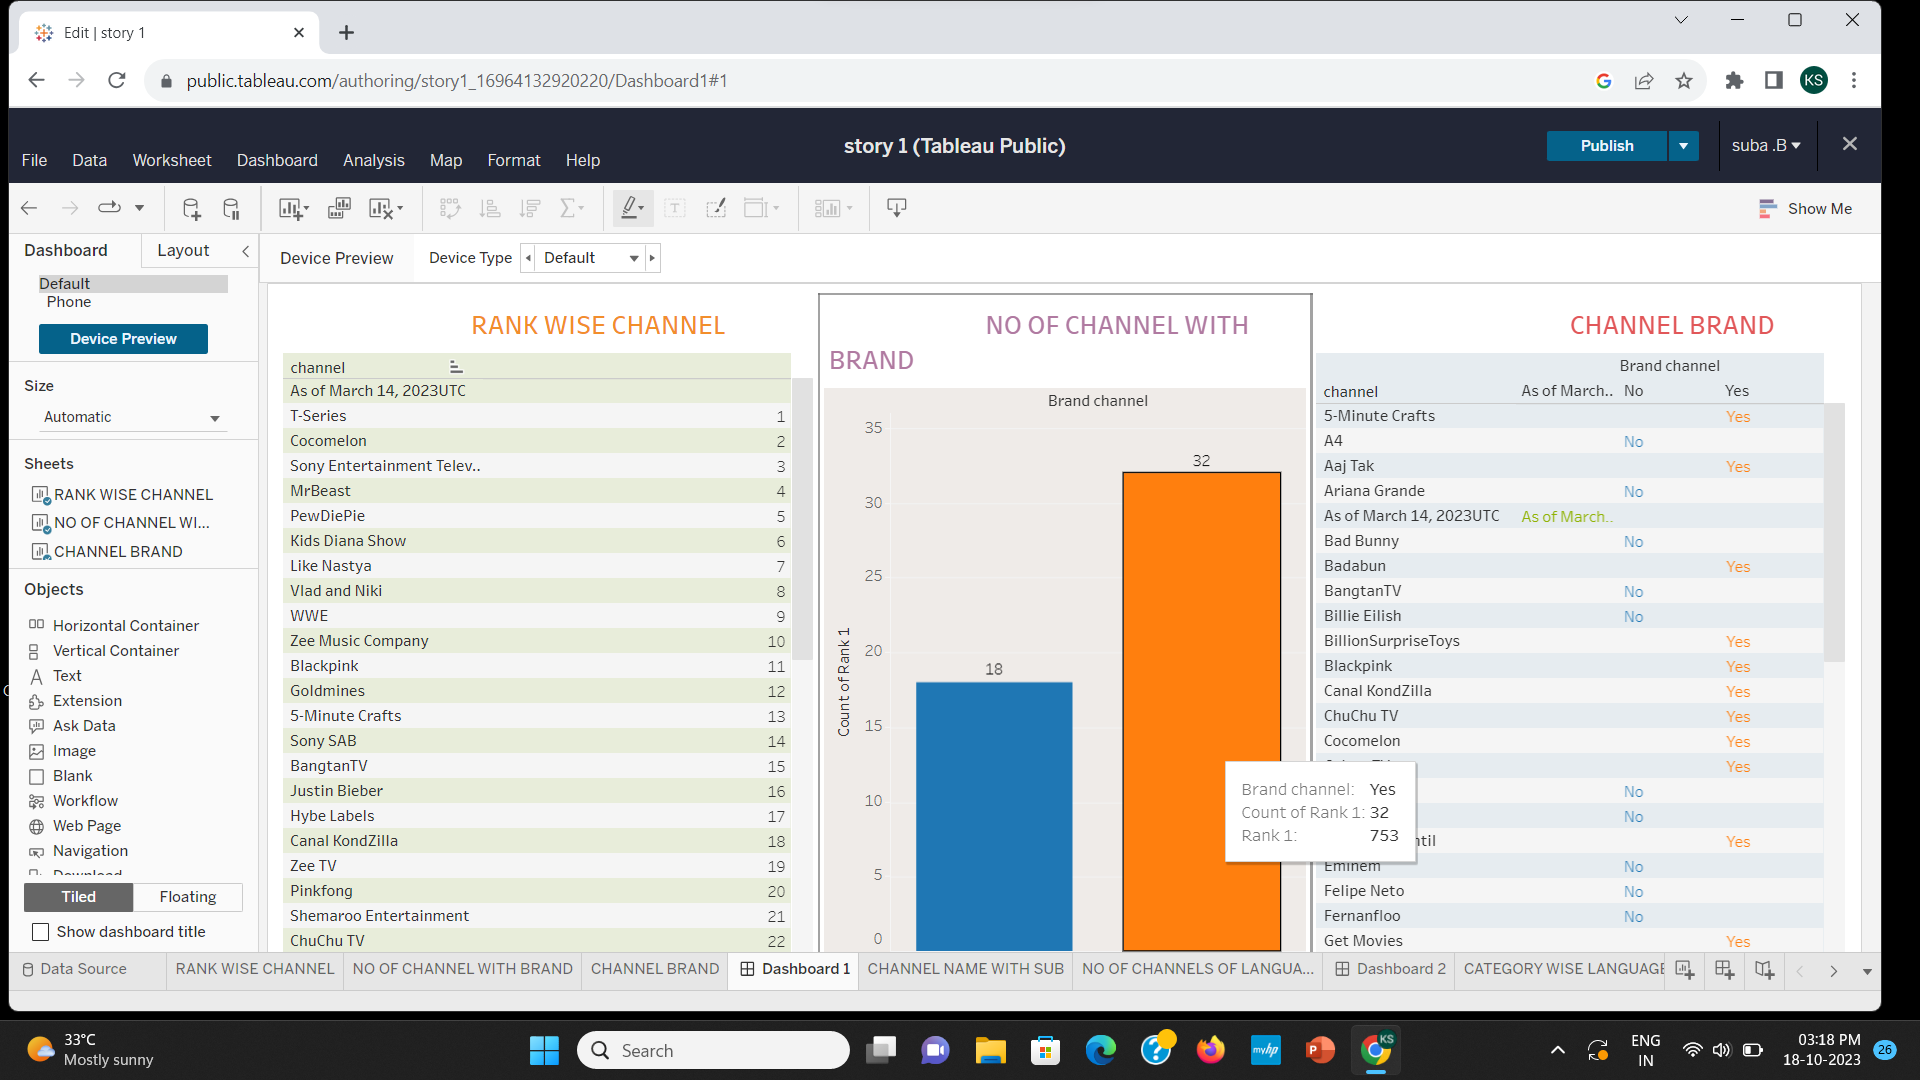 Edit | story 1
public.tableau.com/authoring/story1_16964132920220/Dashboard1#1
KS
File Data Worksheet Dashboard Analysis Map Format Help
story 1 (Tableau Public)
Publish
suba .B
Show Me
Dashboard Layout
Default
Phone
Device Preview
Size
Automatic
Sheets
RANK WISE CHANNEL
NO OF CHANNEL WI...
CHANNEL BRAND
Objects
Horizontal Container
Vertical Container
Text
Extension
Ask Data
Image
Blank
Workflow
Web Page
Navigation
Download
Tiled Floating
Show dashboard title
Device Preview Device Type Default
RANK WISE CHANNEL
channel
As of March 14, 2023UTC
T-Series 1
Cocomelon 2
Sony Entertainment Telev.. 3
MrBeast 4
PewDiePie 5
Kids Diana Show 6
Like Nastya 7
Vlad and Niki 8
WWE 9
Zee Music Company 10
Blackpink 11
Goldmines 12
5-Minute Crafts 13
Sony SAB 14
BangtanTV 15
Justin Bieber 16
Hybe Labels 17
Canal KondZilla 18
Zee TV 19
Pinkfong 20
Shemaroo Entertainment 21
ChuChu TV 22
NO OF CHANNEL WITH
BRAND
Brand channel
Count of Rank 1
35
30
25
20
15
10
5
0
18
32
Brand channel: Yes
Count of Rank 1: 32
Rank 1: 753
CHANNEL BRAND
Brand channel
channel As of March.. No Yes
5-Minute Crafts Yes
A4 No
Aaj Tak Yes
Ariana Grande No
As of March 14, 2023UTC As of March..
Bad Bunny No
Badabun Yes
BangtanTV No
Billie Eilish No
BillionSurpriseToys Yes
Blackpink Yes
Canal KondZilla Yes
ChuChu TV Yes
Cocomelon Yes
Yes
No
No
ntil Yes
Eminem No
Felipe Neto No
Fernanfloo No
Get Movies Yes
Data Source RANK WISE CHANNEL NO OF CHANNEL WITH BRAND CHANNEL BRAND Dashboard 1 CHANNEL NAME WITH SUB NO OF CHANNELS OF LANGUA... Dashboard 2 CATEGORY WISE LANGUAGE
33°C
Mostly sunny
Search
myhp
P
KS
ENG
IN
03:18 PM
18-10-2023
26